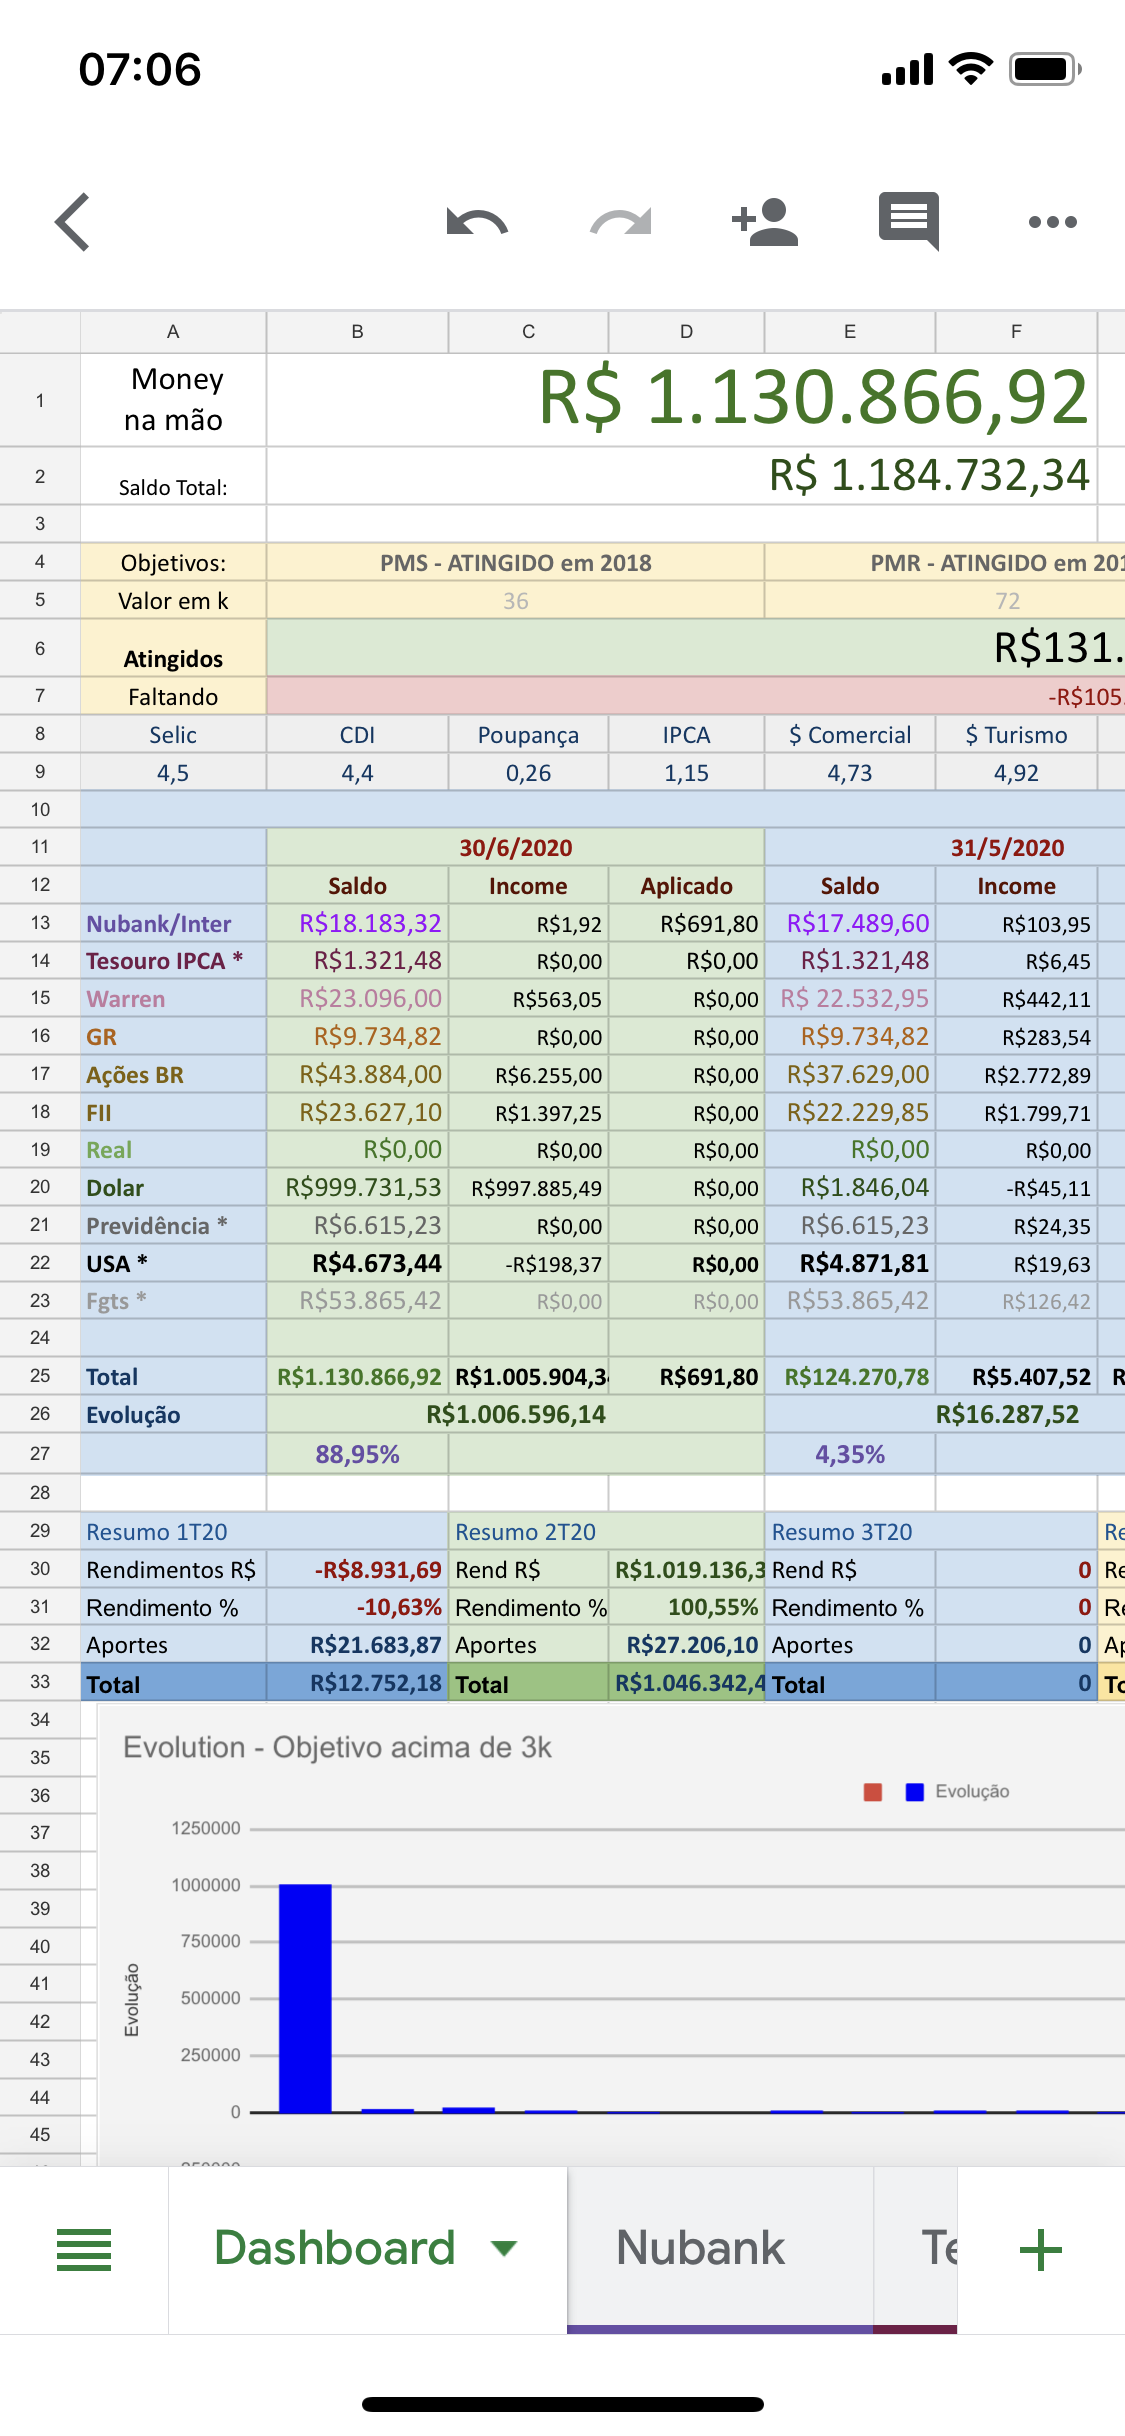 07:06
A B C D E F
1 Money na mão R$ 1.130.866,92
2 Saldo Total: R$ 1.184.732,34
3
4 Objetivos: PMS - ATINGIDO em 2018 PMR - ATINGIDO em 201
5 Valor em k 36 72
6 Atingidos R$131.
7 Faltando -R$105.
8 Selic CDI Poupança IPCA $ Comercial $ Turismo
9 4,5 4,4 0,26 1,15 4,73 4,92
10
11 30/6/2020 31/5/2020
12 Saldo Income Aplicado Saldo Income
13 Nubank/Inter R$18.183,32 R$1,92 R$691,80 R$17.489,60 R$103,95
14 Tesouro IPCA * R$1.321,48 R$0,00 R$0,00 R$1.321,48 R$6,45
15 Warren R$23.096,00 R$563,05 R$0,00 R$ 22.532,95 R$442,11
16 GR R$9.734,82 R$0,00 R$0,00 R$9.734,82 R$283,54
17 Ações BR R$43.884,00 R$6.255,00 R$0,00 R$37.629,00 R$2.772,89
18 FII R$23.627,10 R$1.397,25 R$0,00 R$22.229,85 R$1.799,71
19 Real R$0,00 R$0,00 R$0,00 R$0,00 R$0,00
20 Dolar R$999.731,53 R$997.885,49 R$0,00 R$1.846,04 -R$45,11
21 Previdência * R$6.615,23 R$0,00 R$0,00 R$6.615,23 R$24,35
22 USA * R$4.673,44 -R$198,37 R$0,00 R$4.871,81 R$19,63
23 Fgts * R$53.865,42 R$0,00 R$0,00 R$53.865,42 R$126,42
24
25 Total R$1.130.866,92 R$1.005.904,3 R$691,80 R$124.270,78 R$5.407,52 R
26 Evolução R$1.006.596,14 R$16.287,52
27 88,95% 4,35%
28
29 Resumo 1T20 Resumo 2T20 Resumo 3T20 Re
30 Rendimentos R$ -R$8.931,69 Rend R$ R$1.019.136,3 Rend R$ 0 Re
31 Rendimento % -10,63% Rendimento % 100,55% Rendimento % 0 Re
32 Aportes R$21.683,87 Aportes R$27.206,10 Aportes 0 Ap
33 Total R$12.752,18 Total R$1.046.342,4 Total 0 To
34
35 Evolution - Objetivo acima de 3k
36 Evolução
37 1250000
38 1000000
39
40 750000
41 500000
42 Evolução
43 250000
44 0
45
Dashboard Nubank Te